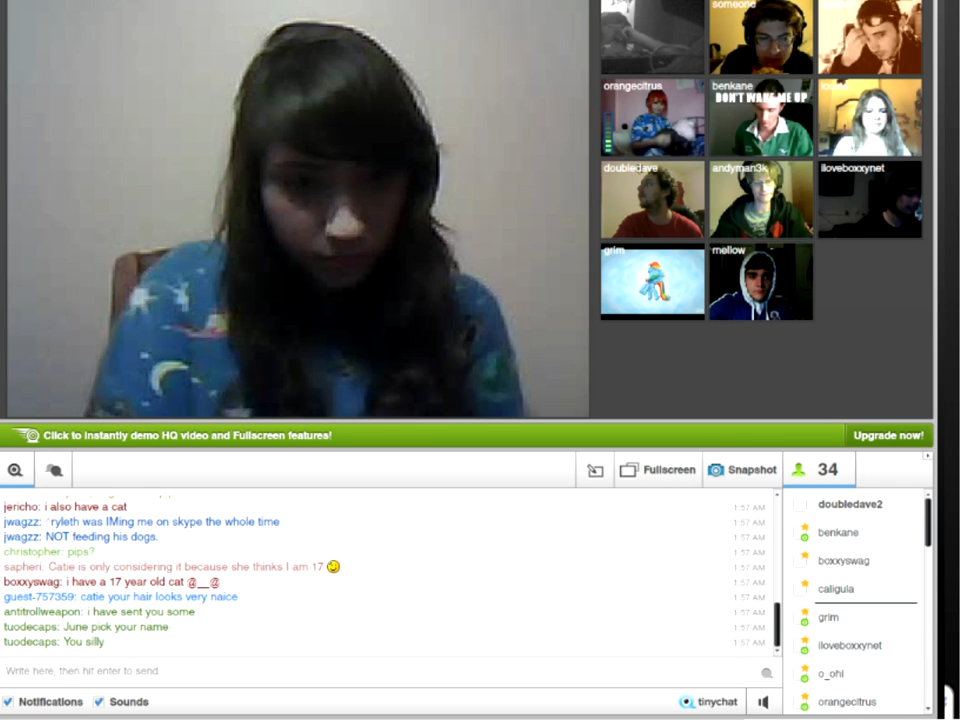 someone
orangecitrus
benkane
DON'T WAKE ME UP
doubledave
andyman3k
iloveboxxynet
grim
mellow
Click to instantly demo HQ video and Fullscreen features!
Upgrade now!
Fullscreen
Snapshot
34
jericho: i also have a cat
1:57 AM
jwagzz: ryleth was IMing me on skype the whole time
1:57 AM
jwagzz: NOT feeding his dogs.
1:57 AM
christopher: pips?
1:57 AM
sapheri: Catie is only considering it because she thinks I am 17
1:57 AM
boxxyswag: i have a 17 year old cat @__@
1:57 AM
guest-757359: catie your hair looks very naice
1:57 AM
antitrollweapon: i have sent you some
1:57 AM
tuodecaps: June pick your name
1:57 AM
tuodecaps: You silly
1:57 AM
doubledave2
benkane
boxxyswag
caligula
grim
iloveboxxynet
o_ohi
orangecitrus
Write here, then hit enter to send
Notifications
Sounds
tinychat